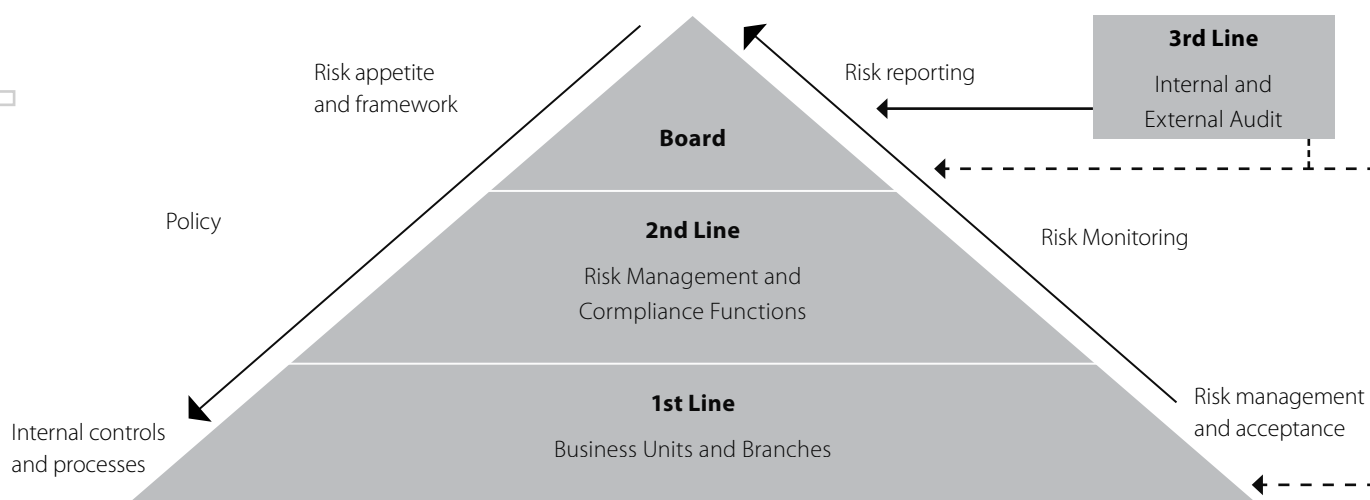 Risk appetite
and framework
Policy
Internal controls
and processes
Board
2nd Line
Risk Management and
Cormpliance Functions
1st Line
Business Units and Branches
Risk reporting
3rd Line
Internal and
External Audit
Risk Monitoring
Risk management
and acceptance